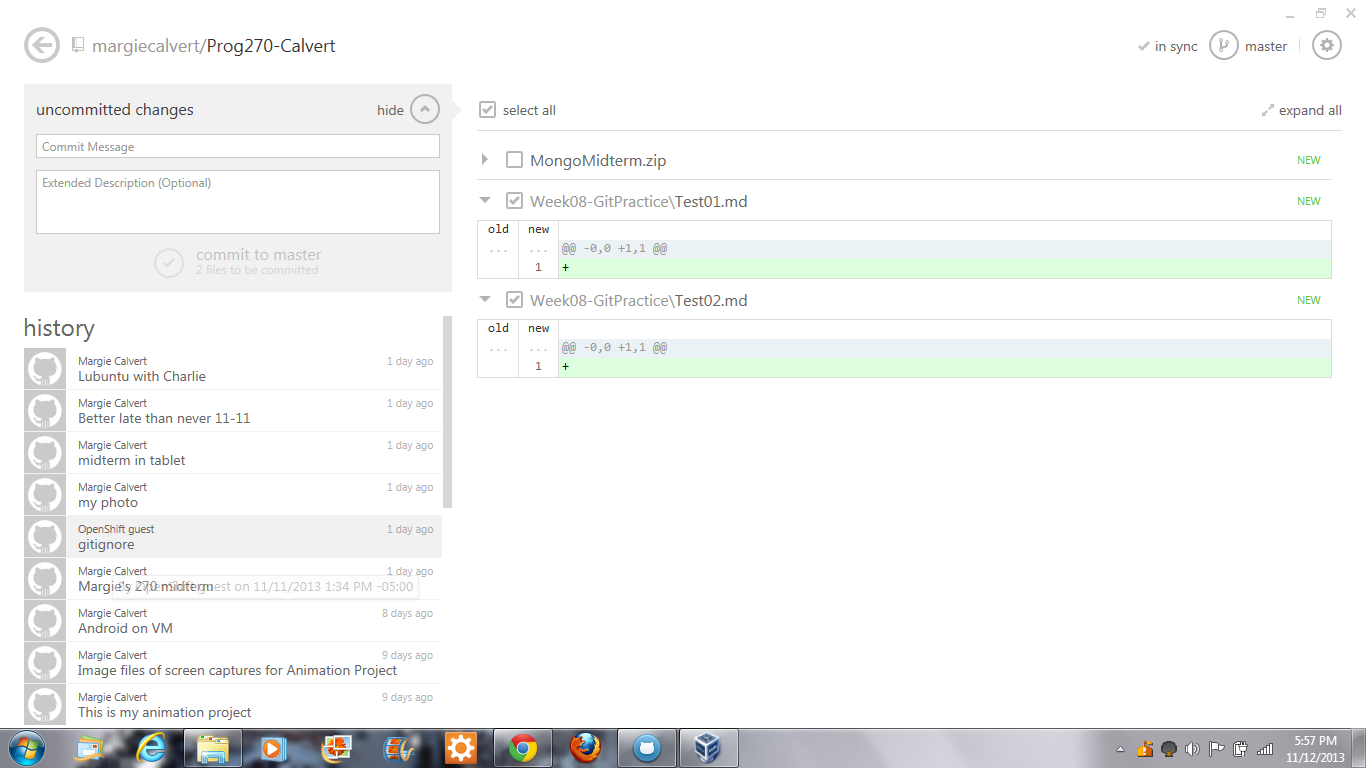 margiecalvert/Prog270-Calvert
in sync
master
uncommitted changes
hide
Commit Message
Extended Description (Optional)
commit to master
2 files to be committed
history
Margie Calvert 1 day ago
Lubuntu with Charlie
Margie Calvert 1 day ago
Better late than never 11-11
Margie Calvert 1 day ago
midterm in tablet
Margie Calvert 1 day ago
my photo
OpenShift guest 1 day ago
gitignore
Margie Calvert 1 day ago
Margie's 270 midterm
guest on 11/11/2013 1:34 PM -05:00
Margie Calvert 8 days ago
Android on VM
Margie Calvert 9 days ago
Image files of screen captures for Animation Project
Margie Calvert 9 days ago
This is my animation project
select all
expand all
MongoMidterm.zip NEW
Week08-GitPractice\Test01.md NEW
old new
... ... @@ -0,0 +1,1 @@
1 +
Week08-GitPractice\Test02.md NEW
old new
... ... @@ -0,0 +1,1 @@
1 +
5:57 PM
11/12/2013